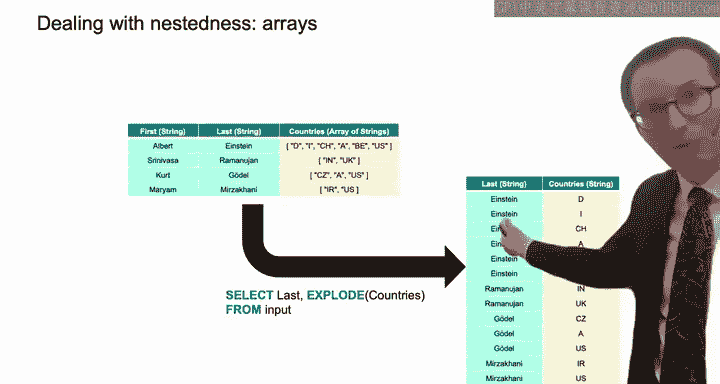 Dealing with nestedness: arrays
First (String) Last (String) Countries (Array of Strings)
Albert Einstein [ "D", "I", "CH", "A", "BE", "US" ]
Srinivasa Ramanujan [ "IN", "UK" ]
Kurt Gödel [ "CZ", "A", "US" ]
Maryam Mirzakhani [ "IR", "US ]
SELECT Last, EXPLODE(Countries)
FROM input
Last (String) Countries (String)
Einstein D
Einstein I
CH
A
Einstein
Einstein
Ramanujan IN
Ramanujan UK
Gödel CZ
Gödel A
Gödel US
Mirzakhani IR
Mirzakhani US